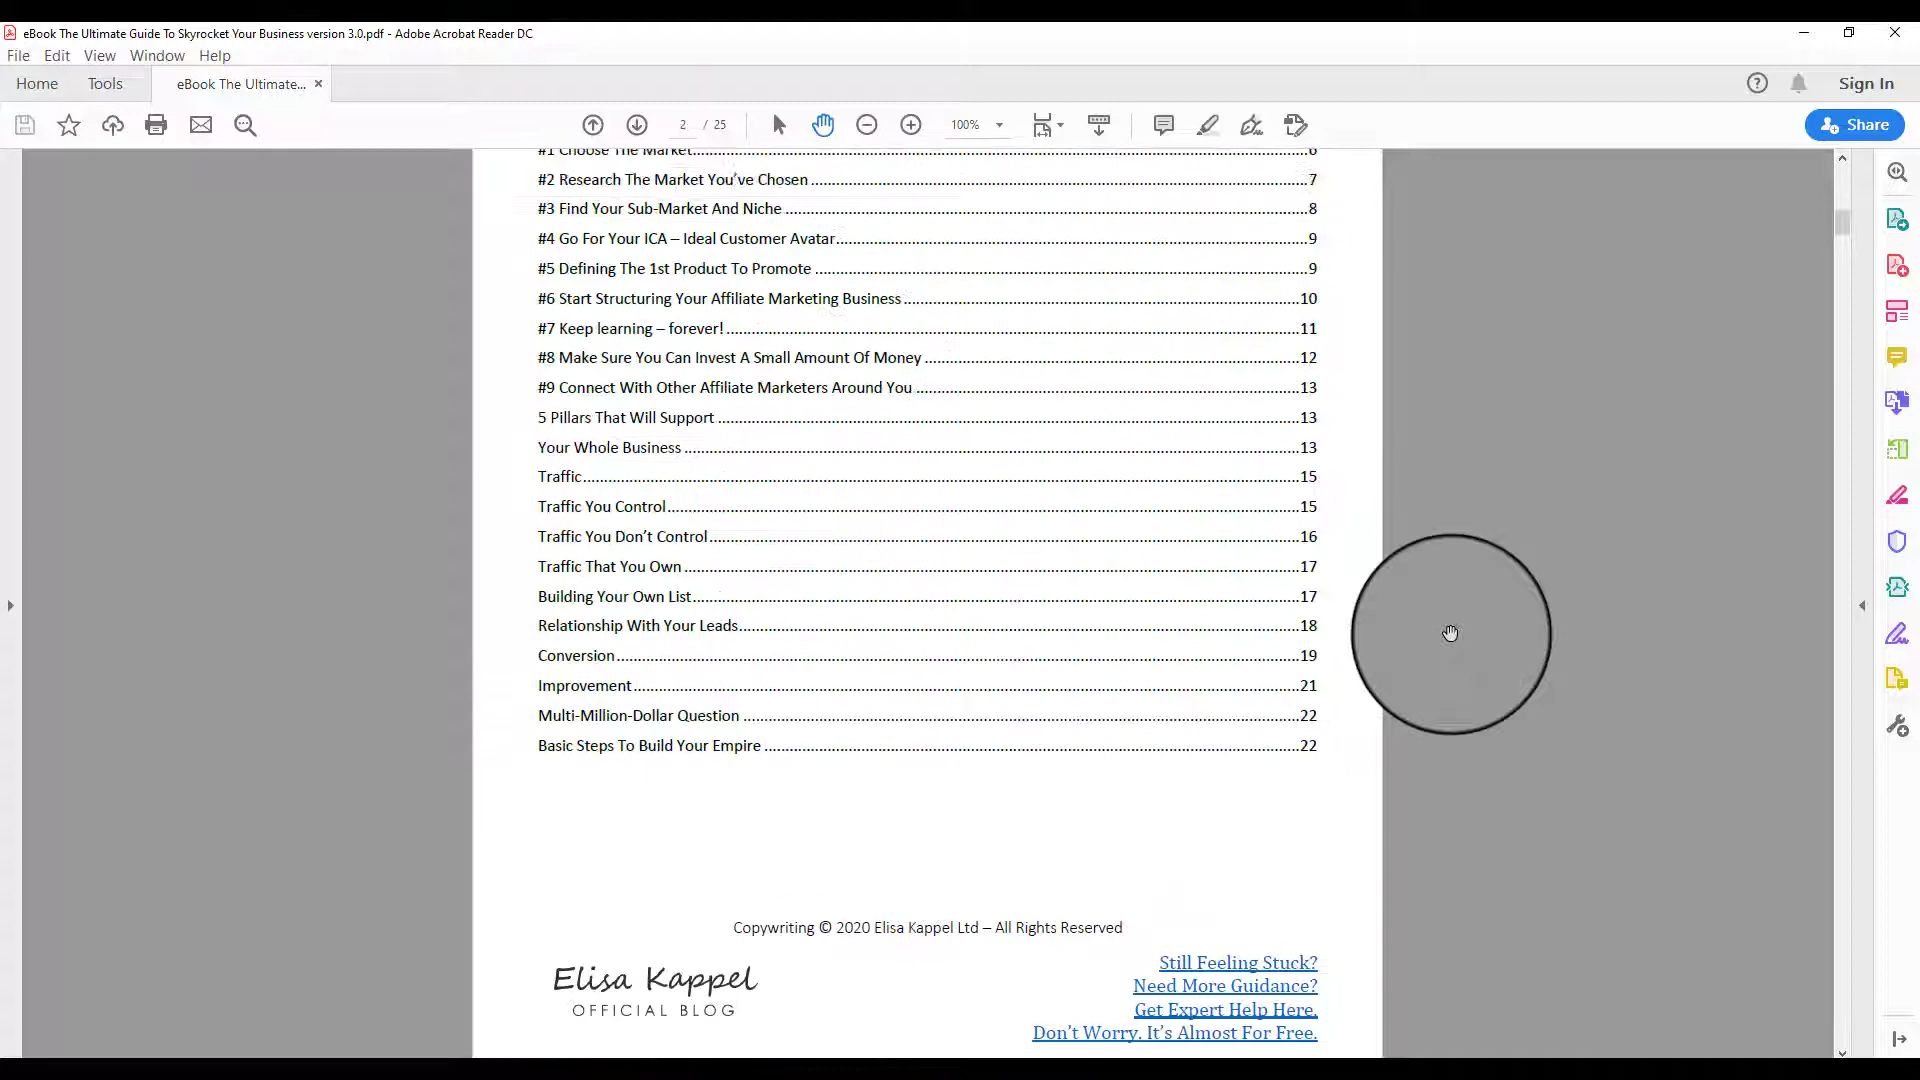 eBook The Ultimate Guide To Skyrocket Your Business version 3.0.pdf - Adobe Acrobat Reader DC
File Edit View Window Help
Home Tools eBook The Ultimate... × Sign In
2 / 25 100% Share
#1 Choose The Market....6
#2 Research The Market You've Chosen ....7
#3 Find Your Sub-Market And Niche ....8
#4 Go For Your ICA – Ideal Customer Avatar....9
#5 Defining The 1st Product To Promote ....9
#6 Start Structuring Your Affiliate Marketing Business ....10
#7 Keep learning – forever! ....11
#8 Make Sure You Can Invest A Small Amount Of Money ....12
#9 Connect With Other Affiliate Marketers Around You ....13
5 Pillars That Will Support ....13
Your Whole Business ....13
Traffic....15
Traffic You Control....15
Traffic You Don't Control....16
Traffic That You Own ....17
Building Your Own List....17
Relationship With Your Leads....18
Conversion....19
Improvement....21
Multi-Million-Dollar Question ....22
Basic Steps To Build Your Empire ....22
Copywriting © 2020 Elisa Kappel Ltd – All Rights Reserved
Elisa Kappel
OFFICIAL BLOG
Still Feeling Stuck?
Need More Guidance?
Get Expert Help Here.
Don't Worry. It's Almost For Free.